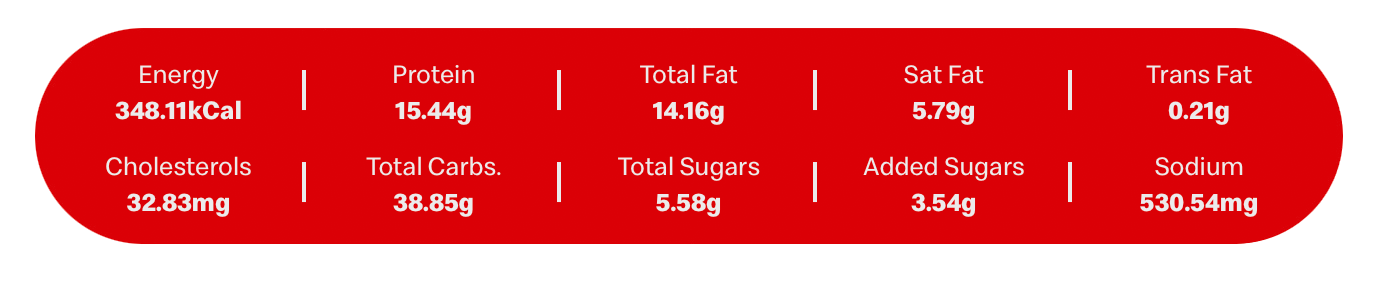 Energy Protein Total Fat Sat Fat Trans Fat
348.11kCal 15.44g 14.16g 5.79g 0.21g
Cholesterols Total Carbs. Total Sugars Added Sugars Sodium
32.83mg 38.85g 5.58g 3.54g 530.54mg